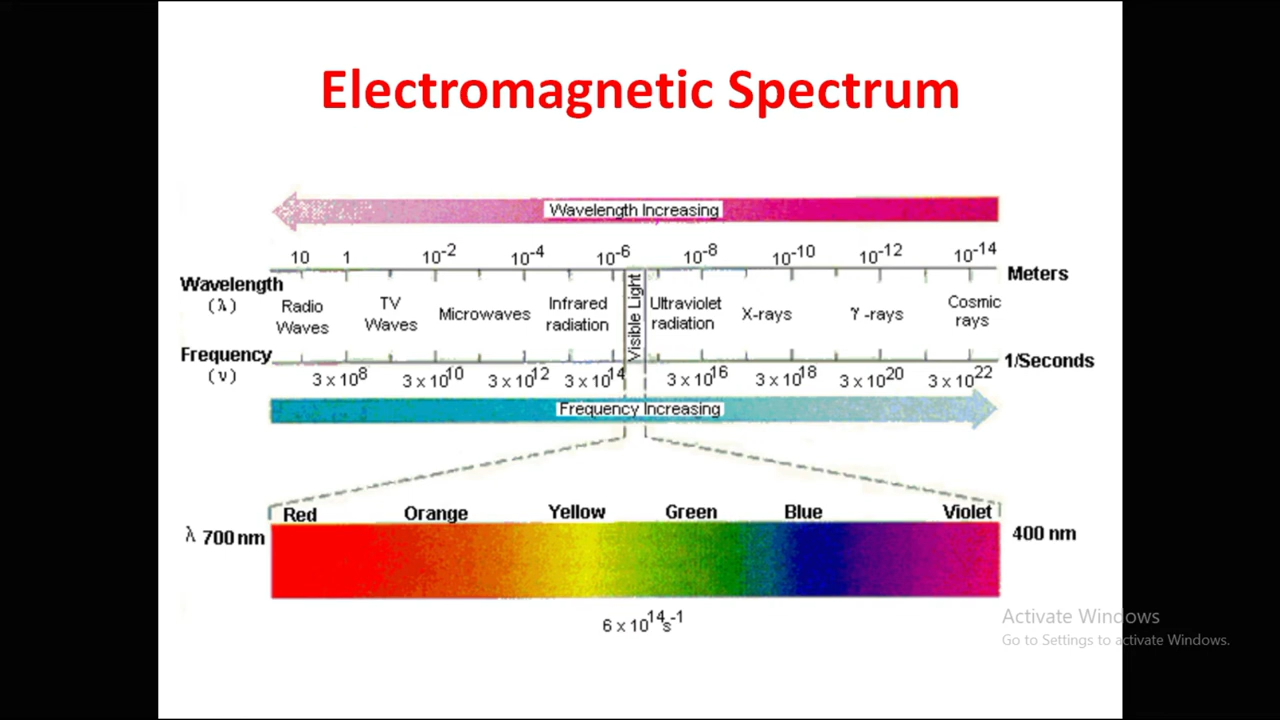 Electromagnetic Spectrum
Wavelength Increasing
10 1 10⁻² 10⁻⁴ 10⁻⁶ 10⁻⁸ 10⁻¹⁰ 10⁻¹² 10⁻¹⁴
Wavelength
(λ)
Meters
Radio
Waves
TV
Waves
Microwaves
Infrared
radiation
Visible Light
Ultraviolet
radiation
X-rays
γ -rays
Cosmic
rays
Frequency
(ν)
1/Seconds
3 x 10⁸ 3 x 10¹⁰ 3 x 10¹² 3 x 10¹⁴ 3 x 10¹⁶ 3 x 10¹⁸ 3 x 10²⁰ 3 x 10²²
Frequency Increasing
Red Orange Yellow Green Blue Violet
λ 700 nm 400 nm
6 x 10¹⁴s⁻¹
Activate Windows
Go to Settings to activate Windows.